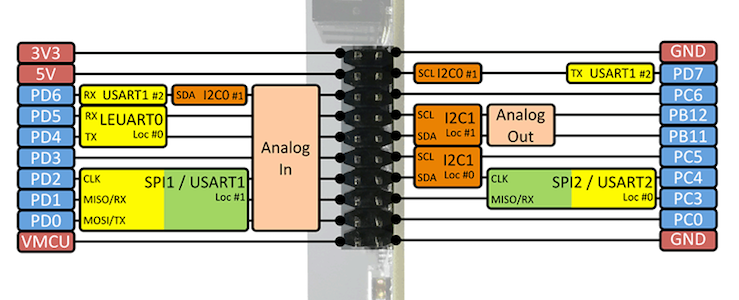 3V3 GND
5V SCL I2C0 #1 TX USART1 #2 PD7
PD6 RX USART1 #2 SDA I2C0 #1 PC6
PD5 RX LEUART0 SCL I2C1 Analog PB12
PD4 TX Loc #0 SDA Loc #1 Out PB11
Analog
In
PD3 SCL I2C1 PC5
PD2 CLK SPI1 / USART1 SDA Loc #0 CLK SPI2 / USART2 PC4
PD1 MISO/RX Loc #1 MISO/RX Loc #0 PC3
PD0 MOSI/TX PC0
VMCU GND